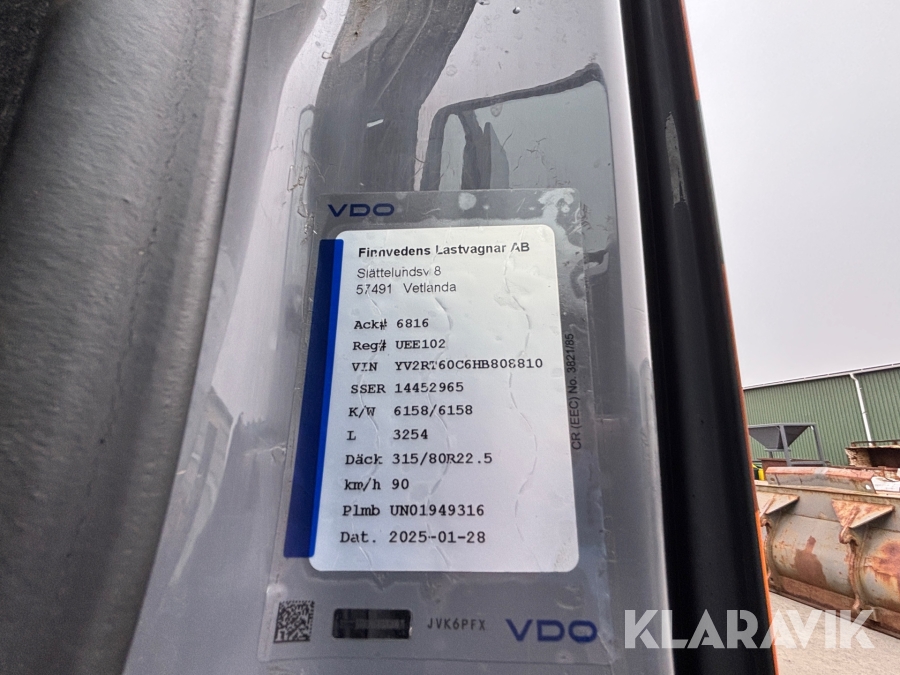 VDO
Finnvedens Lastvagnar AB
Slättelundsv 8
57491 Vetlanda
Ack# 6816
Reg# UEE102
VIN YV2RT60C6HB808810
SSER 14452965
K/W 6158/6158
L 3254
Däck 315/80R22.5
km/h 90
Plmb UN01949316
Dat. 2025-01-28
CR (EEC) No. 3821/85
JVK6PFX
VDO
KLARAVIK